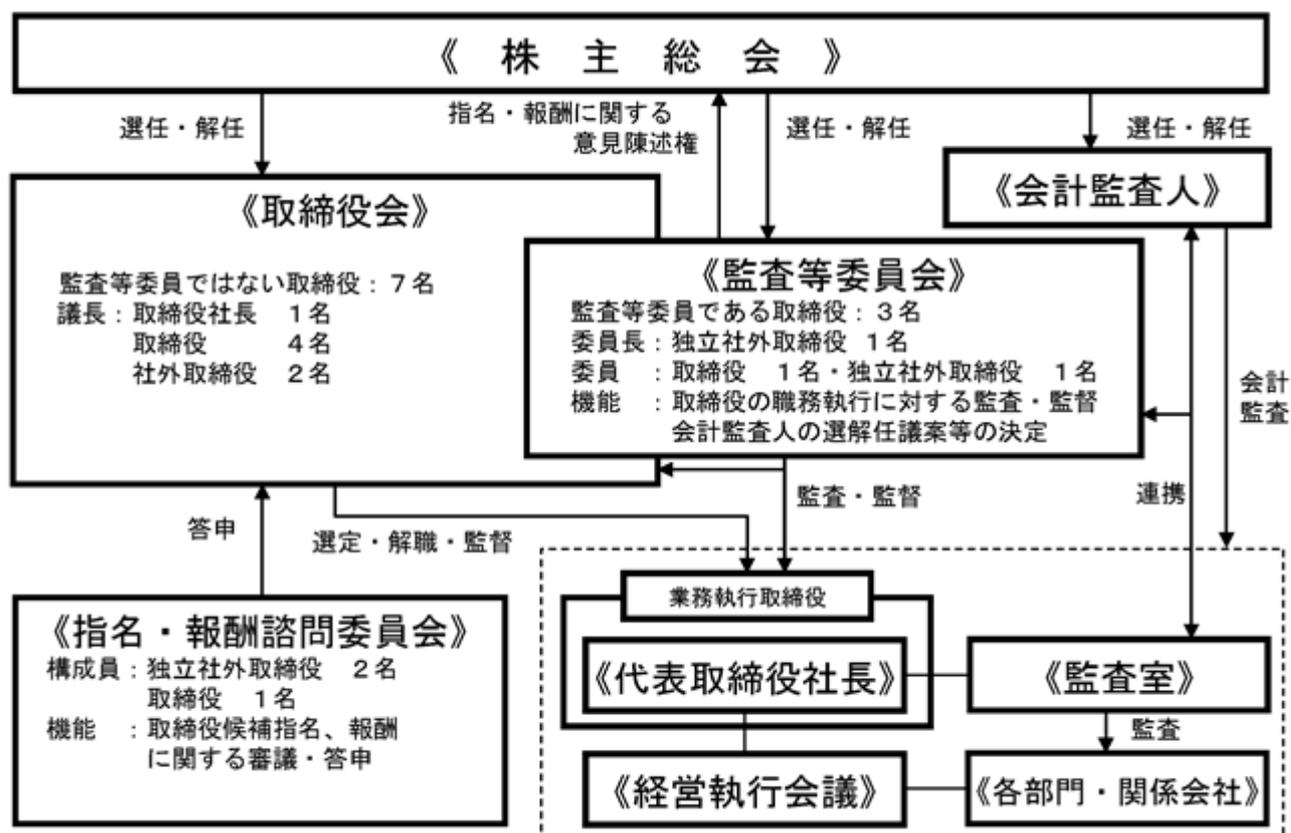 《 株 主 総 会 》
選任・解任
指名・報酬に関する
意見陳述権
選任・解任
選任・解任
《取締役会》
監査等委員ではない取締役：７名
議長：取締役社長 １名
取締役 ４名
社外取締役 ２名
《監査等委員会》
監査等委員である取締役：３名
委員長：独立社外取締役 １名
委員 ：取締役 １名・独立社外取締役 １名
機能 ：取締役の職務執行に対する監査・監督
会計監査人の選解任議案等の決定
《会計監査人》
会計
監査
連携
監査・監督
答申
選定・解職・監督
《指名・報酬諮問委員会》
構成員：独立社外取締役 ２名
取締役 １名
機能 ：取締役候補指名、報酬
に関する審議・答申
業務執行取締役
《代表取締役社長》
《監査室》
監査
《経営執行会議》
《各部門・関係会社》